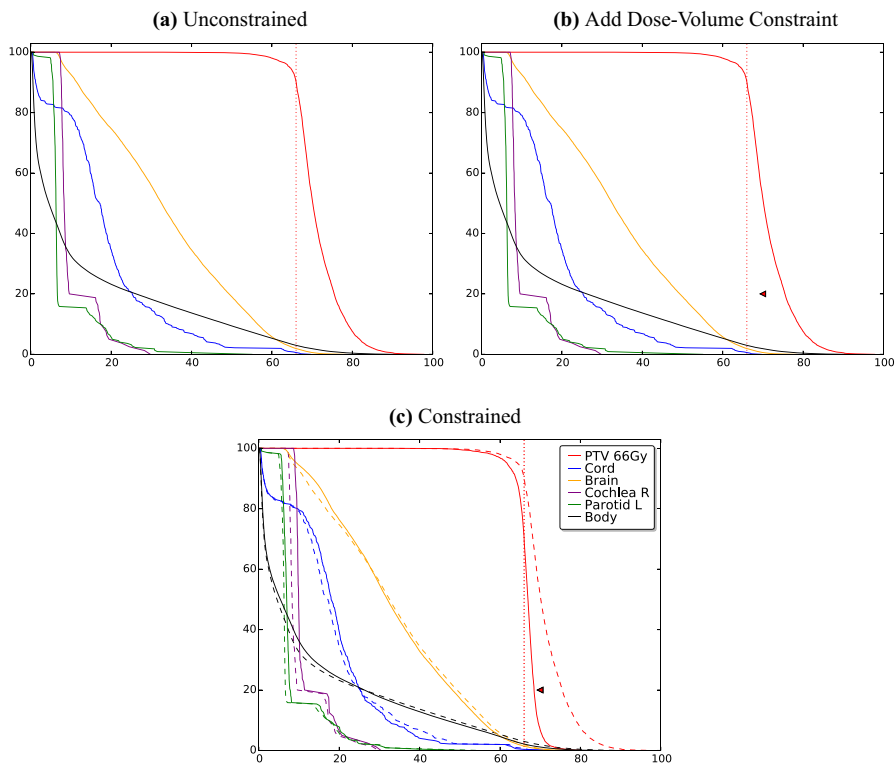 (a) Unconstrained
(b) Add Dose-Volume Constraint
100
80
60
40
20
0
0 20 40 60 80 100
100
80
60
40
20
0
0 20 40 60 80 100
(c) Constrained
100
80
60
40
20
0
0 20 40 60 80 100
PTV 66Gy
Cord
Brain
Cochlea R
Parotid L
Body